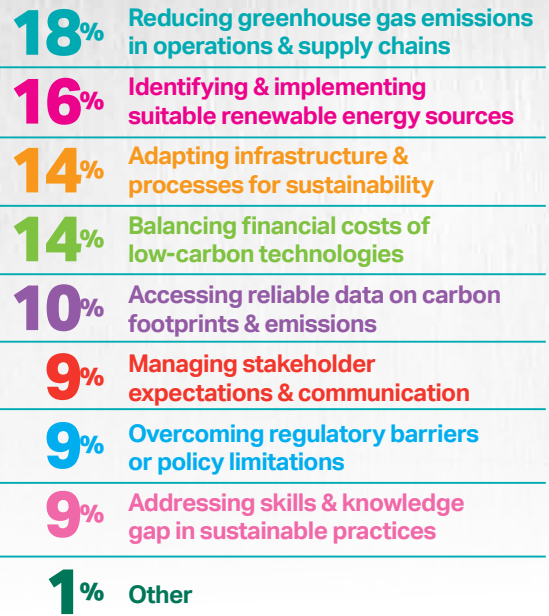 18% Reducing greenhouse gas emissions
in operations & supply chains
16% Identifying & implementing
suitable renewable energy sources
14% Adapting infrastructure &
processes for sustainability
14% Balancing financial costs of
low-carbon technologies
10% Accessing reliable data on carbon
footprints & emissions
9% Managing stakeholder
expectations & communication
9% Overcoming regulatory barriers
or policy limitations
9% Addressing skills & knowledge
gap in sustainable practices
1% Other